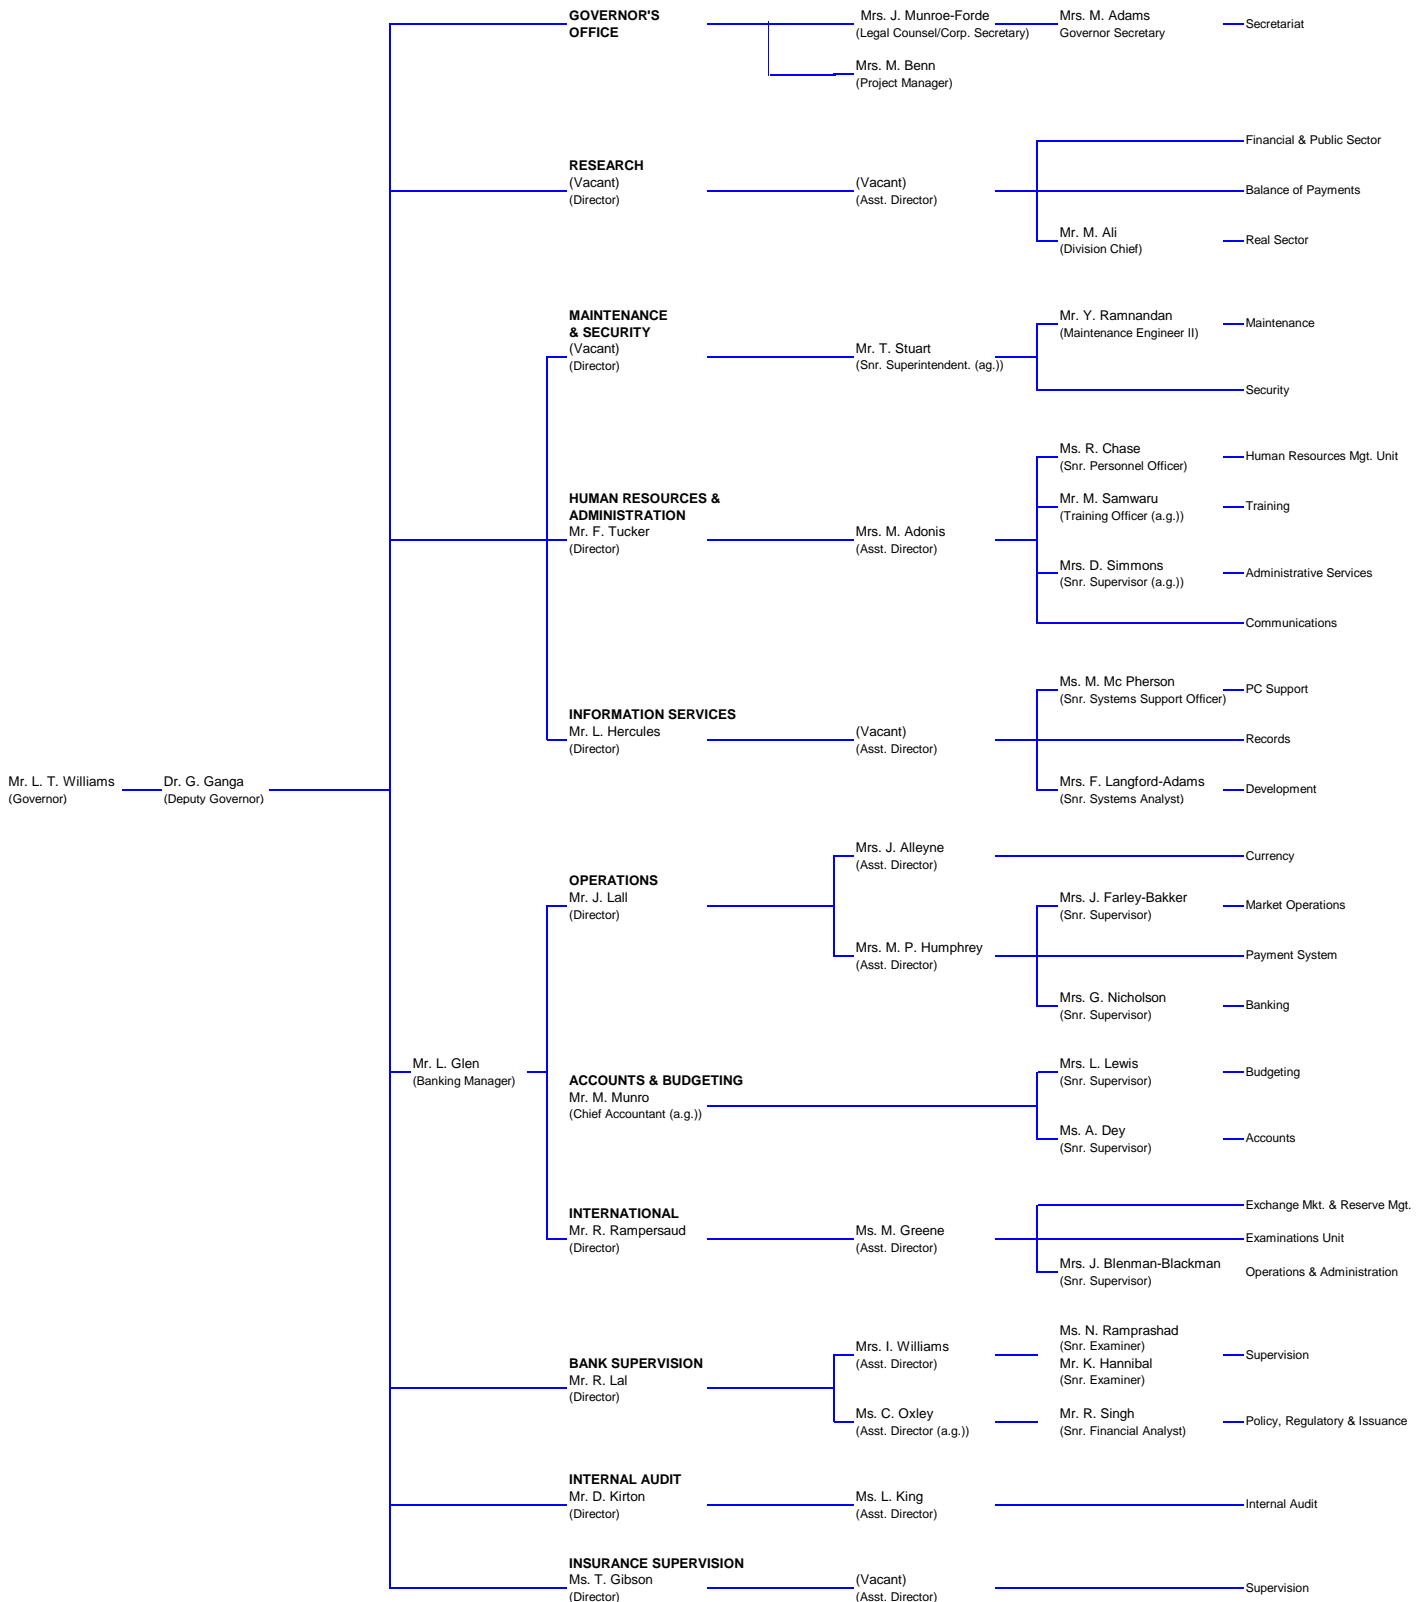 GOVERNOR'S
OFFICE
Mrs. J. Munroe-Forde
(Legal Counsel/Corp. Secretary)
Mrs. M. Adams
Governor Secretary
Secretariat
Mrs. M. Benn
(Project Manager)
RESEARCH
(Vacant)
(Director)
(Vacant)
(Asst. Director)
Financial & Public Sector
Balance of Payments
Mr. M. Ali
(Division Chief)
Real Sector
MAINTENANCE
& SECURITY
(Vacant)
(Director)
Mr. T. Stuart
(Snr. Superintendent. (ag.))
Mr. Y. Ramnandan
(Maintenance Engineer II)
Maintenance
Security
HUMAN RESOURCES &
ADMINISTRATION
Mr. F. Tucker
(Director)
Mrs. M. Adonis
(Asst. Director)
Ms. R. Chase
(Snr. Personnel Officer)
Human Resources Mgt. Unit
Mr. M. Samwaru
(Training Officer (a.g.))
Training
Mrs. D. Simmons
(Snr. Supervisor (a.g.))
Administrative Services
Communications
INFORMATION SERVICES
Mr. L. Hercules
(Director)
(Vacant)
(Asst. Director)
Ms. M. Mc Pherson
(Snr. Systems Support Officer)
PC Support
Records
Mrs. F. Langford-Adams
(Snr. Systems Analyst)
Development
Mr. L. T. Williams
(Governor)
Dr. G. Ganga
(Deputy Governor)
Mr. L. Glen
(Banking Manager)
OPERATIONS
Mr. J. Lall
(Director)
Mrs. J. Alleyne
(Asst. Director)
Currency
Mrs. M. P. Humphrey
(Asst. Director)
Mrs. J. Farley-Bakker
(Snr. Supervisor)
Market Operations
Payment System
Mrs. G. Nicholson
(Snr. Supervisor)
Banking
ACCOUNTS & BUDGETING
Mr. M. Munro
(Chief Accountant (a.g.))
Mrs. L. Lewis
(Snr. Supervisor)
Budgeting
Ms. A. Dey
(Snr. Supervisor)
Accounts
INTERNATIONAL
Mr. R. Rampersaud
(Director)
Ms. M. Greene
(Asst. Director)
Exchange Mkt. & Reserve Mgt.
Examinations Unit
Mrs. J. Blenman-Blackman
(Snr. Supervisor)
Operations & Administration
BANK SUPERVISION
Mr. R. Lal
(Director)
Mrs. I. Williams
(Asst. Director)
Ms. N. Ramprashad
(Snr. Examiner)
Mr. K. Hannibal
(Snr. Examiner)
Supervision
Ms. C. Oxley
(Asst. Director (a.g.))
Mr. R. Singh
(Snr. Financial Analyst)
Policy, Regulatory & Issuance
INTERNAL AUDIT
Mr. D. Kirton
(Director)
Ms. L. King
(Asst. Director)
Internal Audit
INSURANCE SUPERVISION
Ms. T. Gibson
(Director)
(Vacant)
(Asst. Director)
Supervision